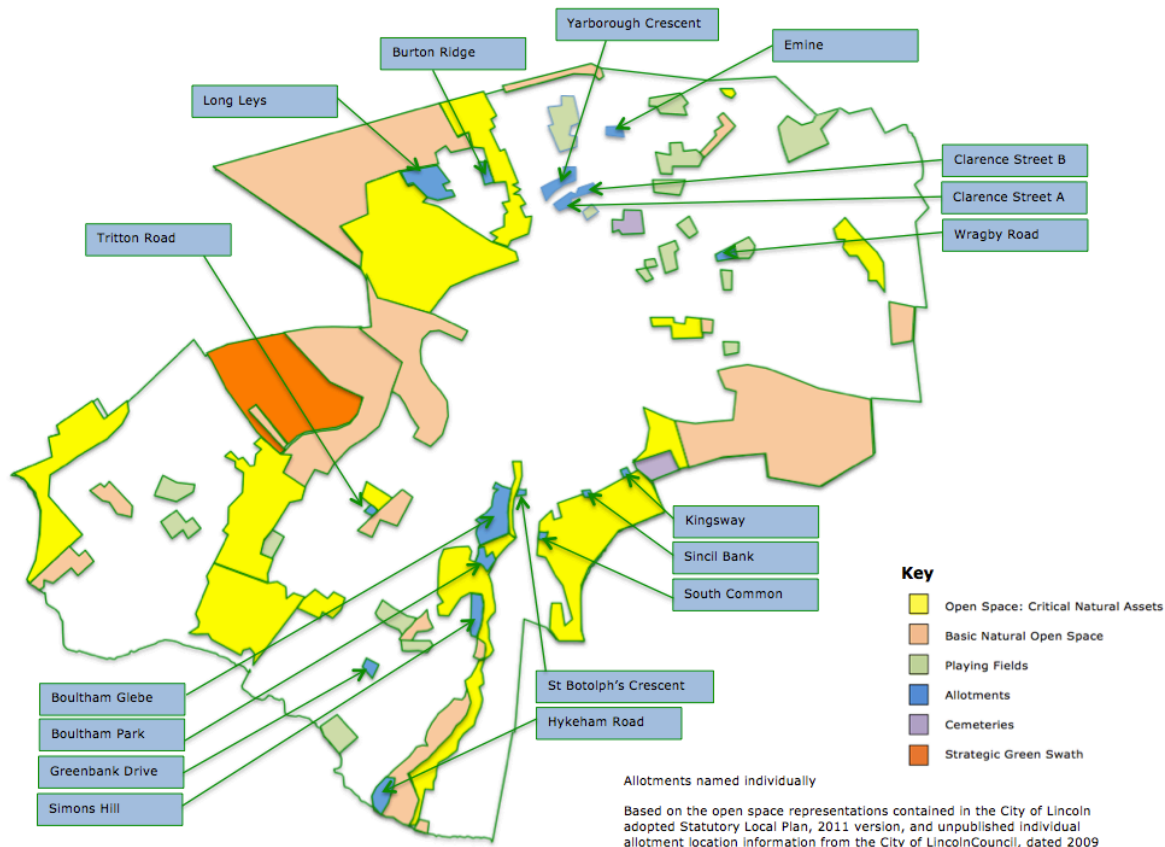 Yarborough Crescent
Burton Ridge
Emine
Long Leys
Clarence Street B
Clarence Street A
Tritton Road
Wragby Road
Kingsway
Sincil Bank
South Common
Key
Open Space: Critical Natural Assets
Basic Natural Open Space
Playing Fields
Allotments
Cemeteries
Strategic Green Swath
Boultham Glebe
St Botolph's Crescent
Boultham Park
Hykeham Road
Greenbank Drive
Simons Hill
Allotments named individually
Based on the open space representations contained in the City of Lincoln
adopted Statutory Local Plan, 2011 version, and unpublished individual
allotment location information from the City of LincolnCouncil, dated 2009